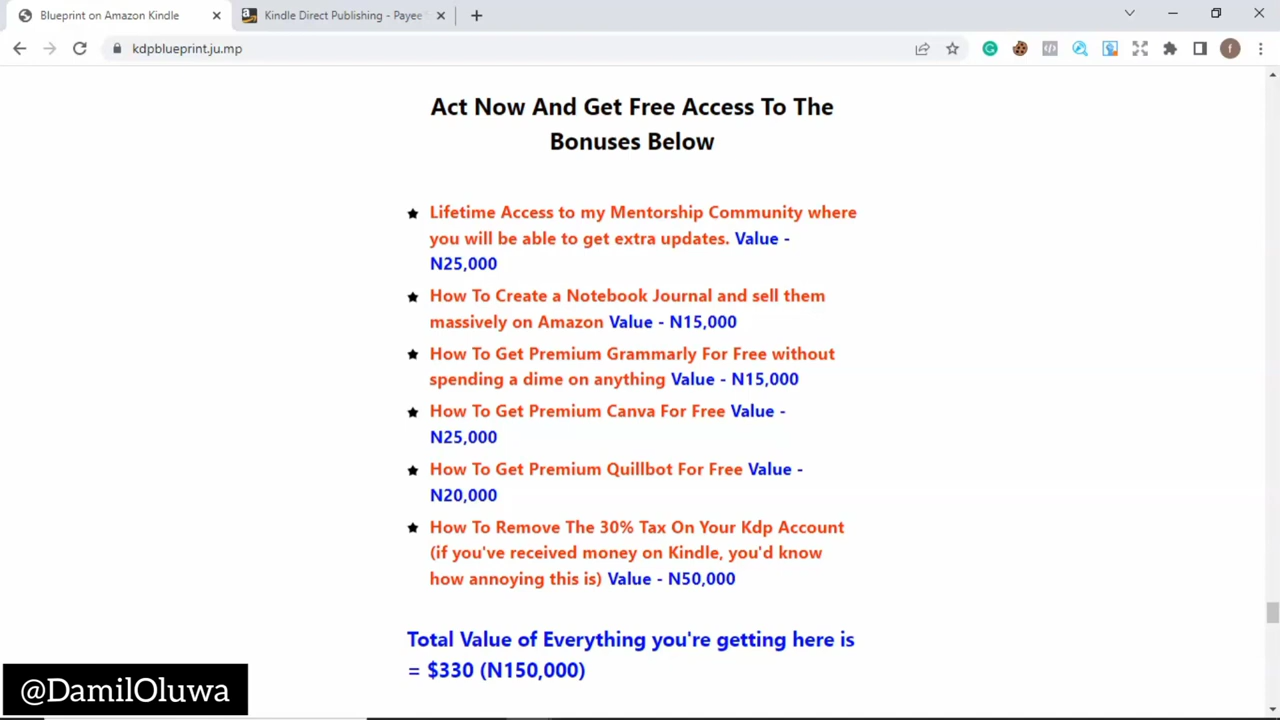 Blueprint on Amazon Kindle
Kindle Direct Publishing - Payee
kdpblueprint.ju.mp
f
Act Now And Get Free Access To The
Bonuses Below
Lifetime Access to my Mentorship Community where
you will be able to get extra updates. Value -
N25,000
How To Create a Notebook Journal and sell them
massively on Amazon Value - N15,000
How To Get Premium Grammarly For Free without
spending a dime on anything Value - N15,000
How To Get Premium Canva For Free Value -
N25,000
How To Get Premium Quillbot For Free Value -
N20,000
How To Remove The 30% Tax On Your Kdp Account
(if you've received money on Kindle, you'd know
how annoying this is) Value - N50,000
Total Value of Everything you're getting here is
= $330 (N150,000)
@DamilOluwa